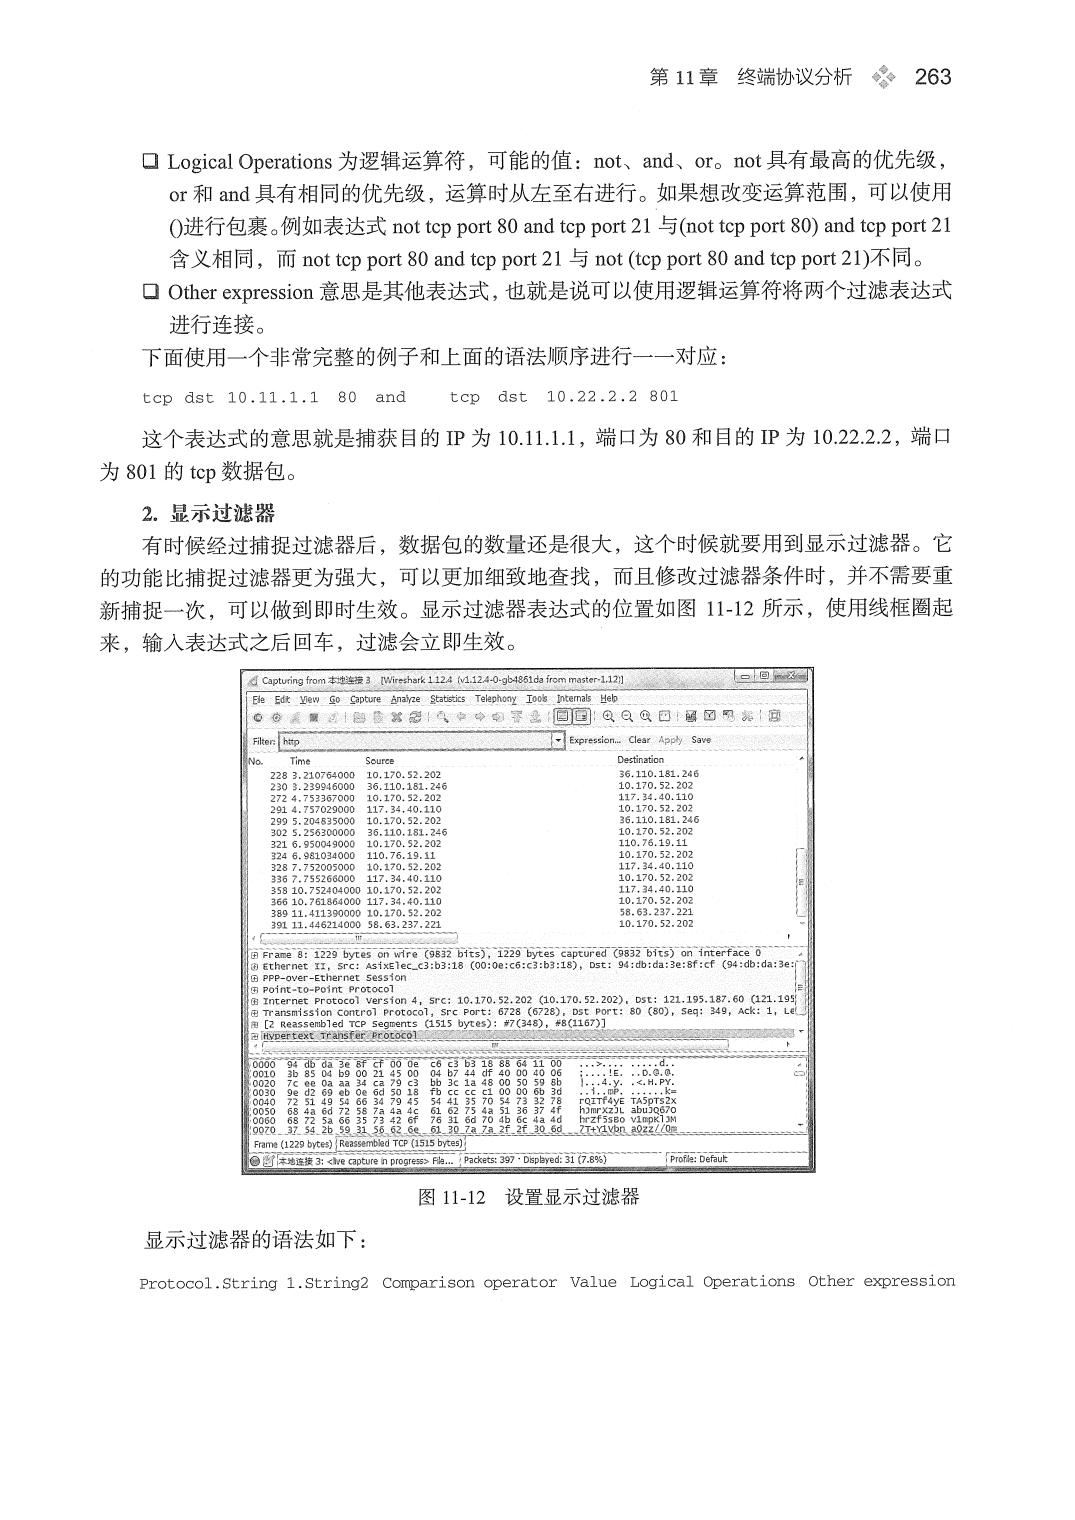 第 11 章 终端协议分析 263
❑ Logical Operations 为逻辑运算符，可能的值：not、and、or。not 具有最高的优先级，
or 和 and 具有相同的优先级，运算时从左至右进行。如果想改变运算范围，可以使用
()进行包裹。例如表达式 not tcp port 80 and tcp port 21 与(not tcp port 80) and tcp port 21
含义相同，而 not tcp port 80 and tcp port 21 与 not (tcp port 80 and tcp port 21)不同。
❑ Other expression 意思是其他表达式，也就是说可以使用逻辑运算符将两个过滤表达式
进行连接。
下面使用一个非常完整的例子和上面的语法顺序进行一一对应：
tcp dst 10.11.1.1 80 and tcp dst 10.22.2.2 801
这个表达式的意思就是捕获目的 IP 为 10.11.1.1，端口为 80 和目的 IP 为 10.22.2.2，端口
为 801 的 tcp 数据包。
2. 显示过滤器
有时候经过捕捉过滤器后，数据包的数量还是很大，这个时候就要用到显示过滤器。它
的功能比捕捉过滤器更为强大，可以更加细致地查找，而且修改过滤器条件时，并不需要重
新捕捉一次，可以做到即时生效。显示过滤器表达式的位置如图 11-12 所示，使用线框圈起
来，输入表达式之后回车，过滤会立即生效。
Capturing from 本地连接 3 [Wireshark 1.12.4 (v1.12.4-0-gb4861da from master-1.12)]
File Edit View Go Capture Analyze Statistics Telephony Tools Internals Help
Filter: http Expression... Clear Apply Save
No. Time Source Destination
228 3.210764000 10.170.52.202 36.110.181.246
230 3.239946000 36.110.181.246 10.170.52.202
272 4.753367000 10.170.52.202 117.34.40.110
291 4.757029000 117.34.40.110 10.170.52.202
299 5.204835000 10.170.52.202 36.110.181.246
302 5.256300000 36.110.181.246 10.170.52.202
321 6.950049000 10.170.52.202 110.76.19.11
324 6.981034000 110.76.19.11 10.170.52.202
328 7.752005000 10.170.52.202 117.34.40.110
336 7.755266000 117.34.40.110 10.170.52.202
358 10.752404000 10.170.52.202 117.34.40.110
366 10.761864000 117.34.40.110 10.170.52.202
389 11.411390000 10.170.52.202 58.63.237.221
391 11.446214000 58.63.237.221 10.170.52.202
Frame 8: 1229 bytes on wire (9832 bits), 1229 bytes captured (9832 bits) on interface 0
Ethernet II, Src: AsixElec_c3:b3:18 (00:0e:c6:c3:b3:18), Dst: 94:db:da:3e:8f:cf (94:db:da:3e:
PPP-over-Ethernet Session
Point-to-Point Protocol
Internet Protocol Version 4, Src: 10.170.52.202 (10.170.52.202), Dst: 121.195.187.60 (121.195
Transmission Control Protocol, Src Port: 6728 (6728), Dst Port: 80 (80), Seq: 349, Ack: 1, Le
[2 Reassembled TCP Segments (1515 bytes): #7(348), #8(1167)]
Hypertext Transfer Protocol
0000 94 db da 3e 8f cf 00 0e c6 c3 b3 18 88 64 11 00 ...>.... .....d..
0010 3b 85 04 b9 00 21 45 00 04 b7 44 df 40 00 40 06 ;....!E. ..D.@.@.
0020 7c ee 0a aa 34 ca 79 c3 bb 3c 1a 48 00 50 59 8b |...4.y. .<.H.PY.
0030 9e d2 69 eb 0e 6d 50 18 fb cc cc c1 00 00 6b 3d ..i..mP. ......k=
0040 72 51 49 54 66 34 79 45 54 41 35 70 54 73 32 78 rQITf4yE TA5pTs2x
0050 68 4a 6d 72 58 7a 4a 4c 61 62 75 4a 51 36 37 4f hJmrXzJL abuJQ67O
0060 68 72 5a 66 35 73 42 6f 76 31 6d 70 4b 6c 4a 4d hrZf5sBo v1mpKlJM
0070 37 54 2b 59 31 56 62 6e 61 30 7a 7a 2f 2f 30 6d 7T+Y1Vbn a0zz//0m
Frame (1229 bytes) Reassembled TCP (1515 bytes)
本地连接 3: <live capture in progress> File... Packets: 397 · Displayed: 31 (7.8%) Profile: Default
图 11-12 设置显示过滤器
显示过滤器的语法如下：
Protocol.String 1.String2 Comparison operator Value Logical Operations Other expression